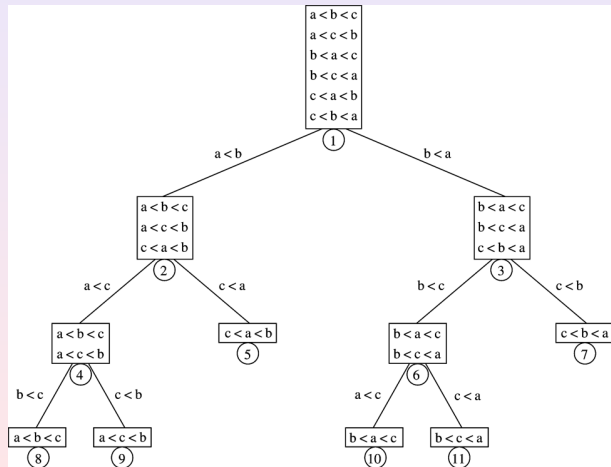 a < b < c
a < c < b
b < a < c
b < c < a
c < a < b
c < b < a
1
a < b
b < a
a < b < c
a < c < b
c < a < b
2
b < a < c
b < c < a
c < b < a
3
a < c
c < a
b < c
c < b
a < b < c
a < c < b
4
c < a < b
5
b < a < c
b < c < a
6
c < b < a
7
b < c
c < b
a < c
c < a
a < b < c
8
a < c < b
9
b < a < c
10
b < c < a
11